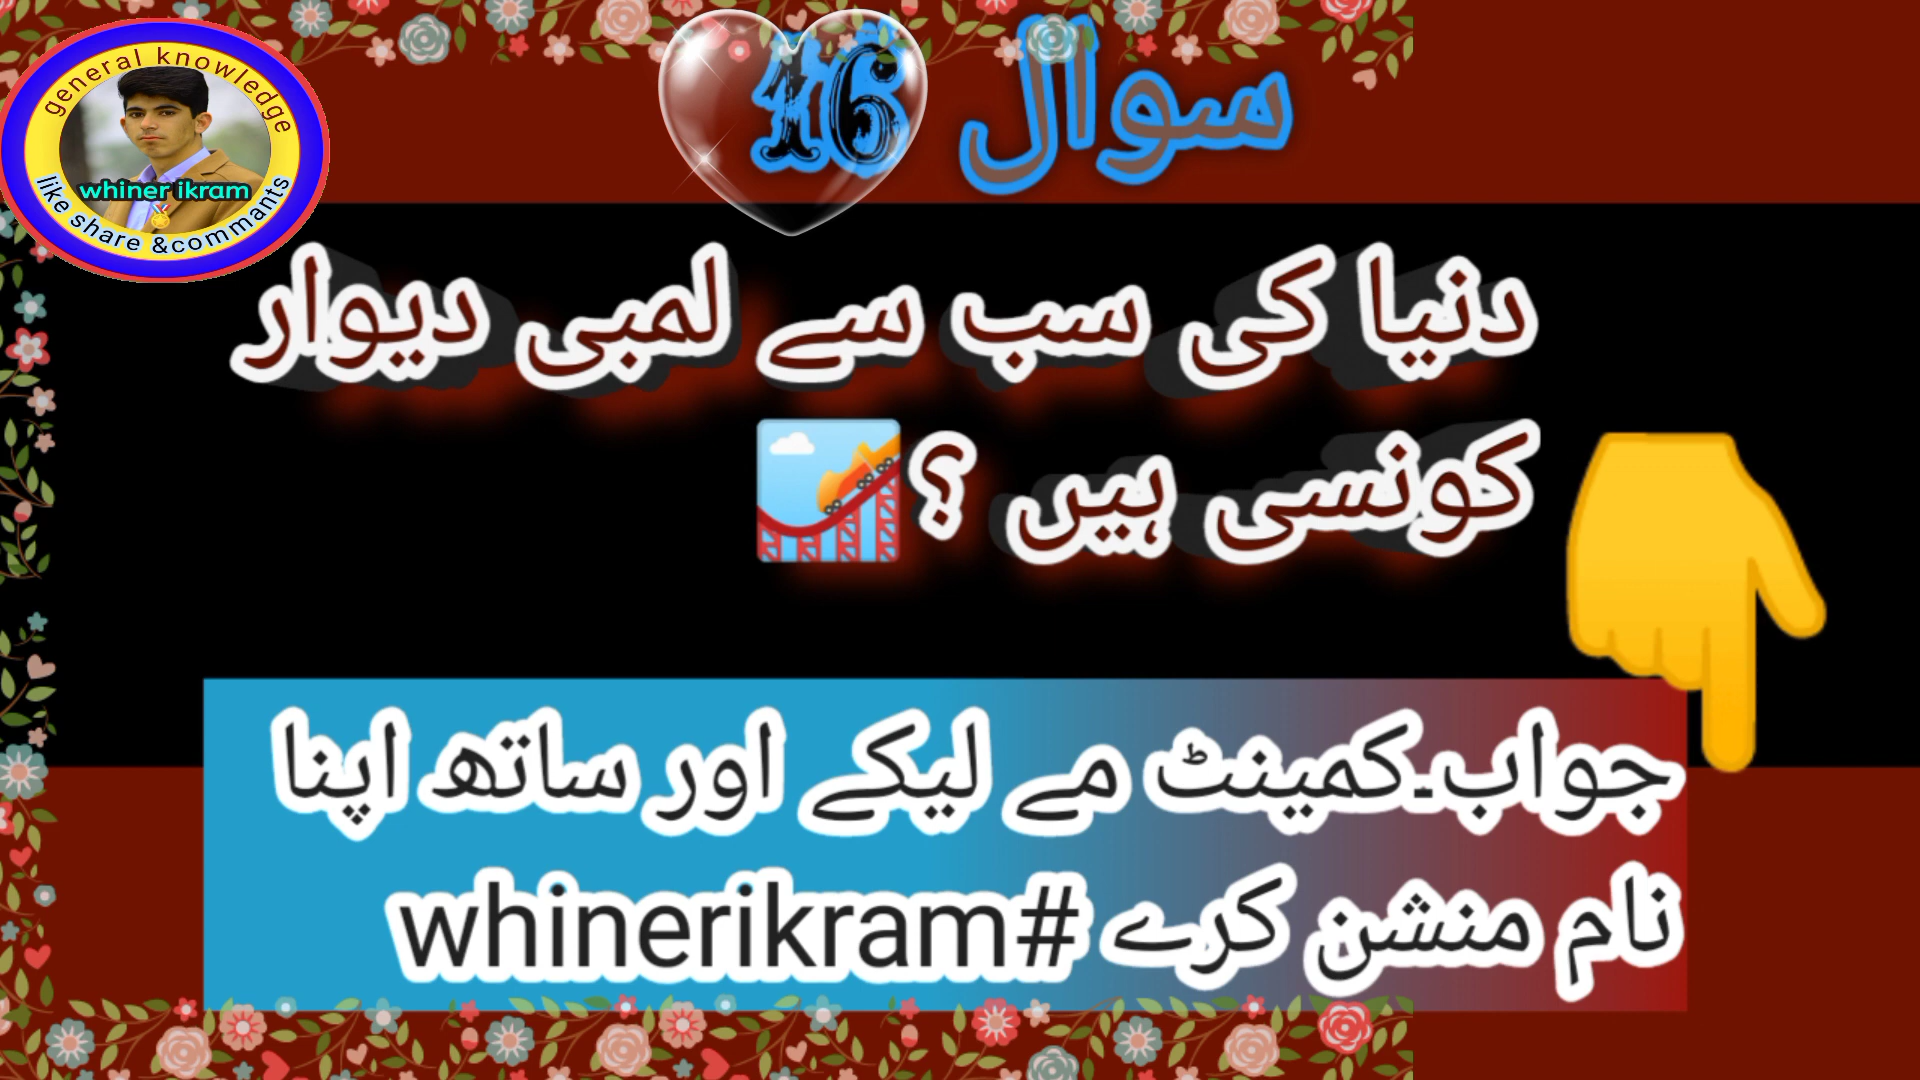 general knowledge
whiner ikram
like share &commants
سوال 16
دنیا کی سب سے لمبی دیوار
کونسی ہیں ؟
جواب۔کمینٹ مے لیکے اور ساتھ اپنا
نام منشن کرے #whinerikram